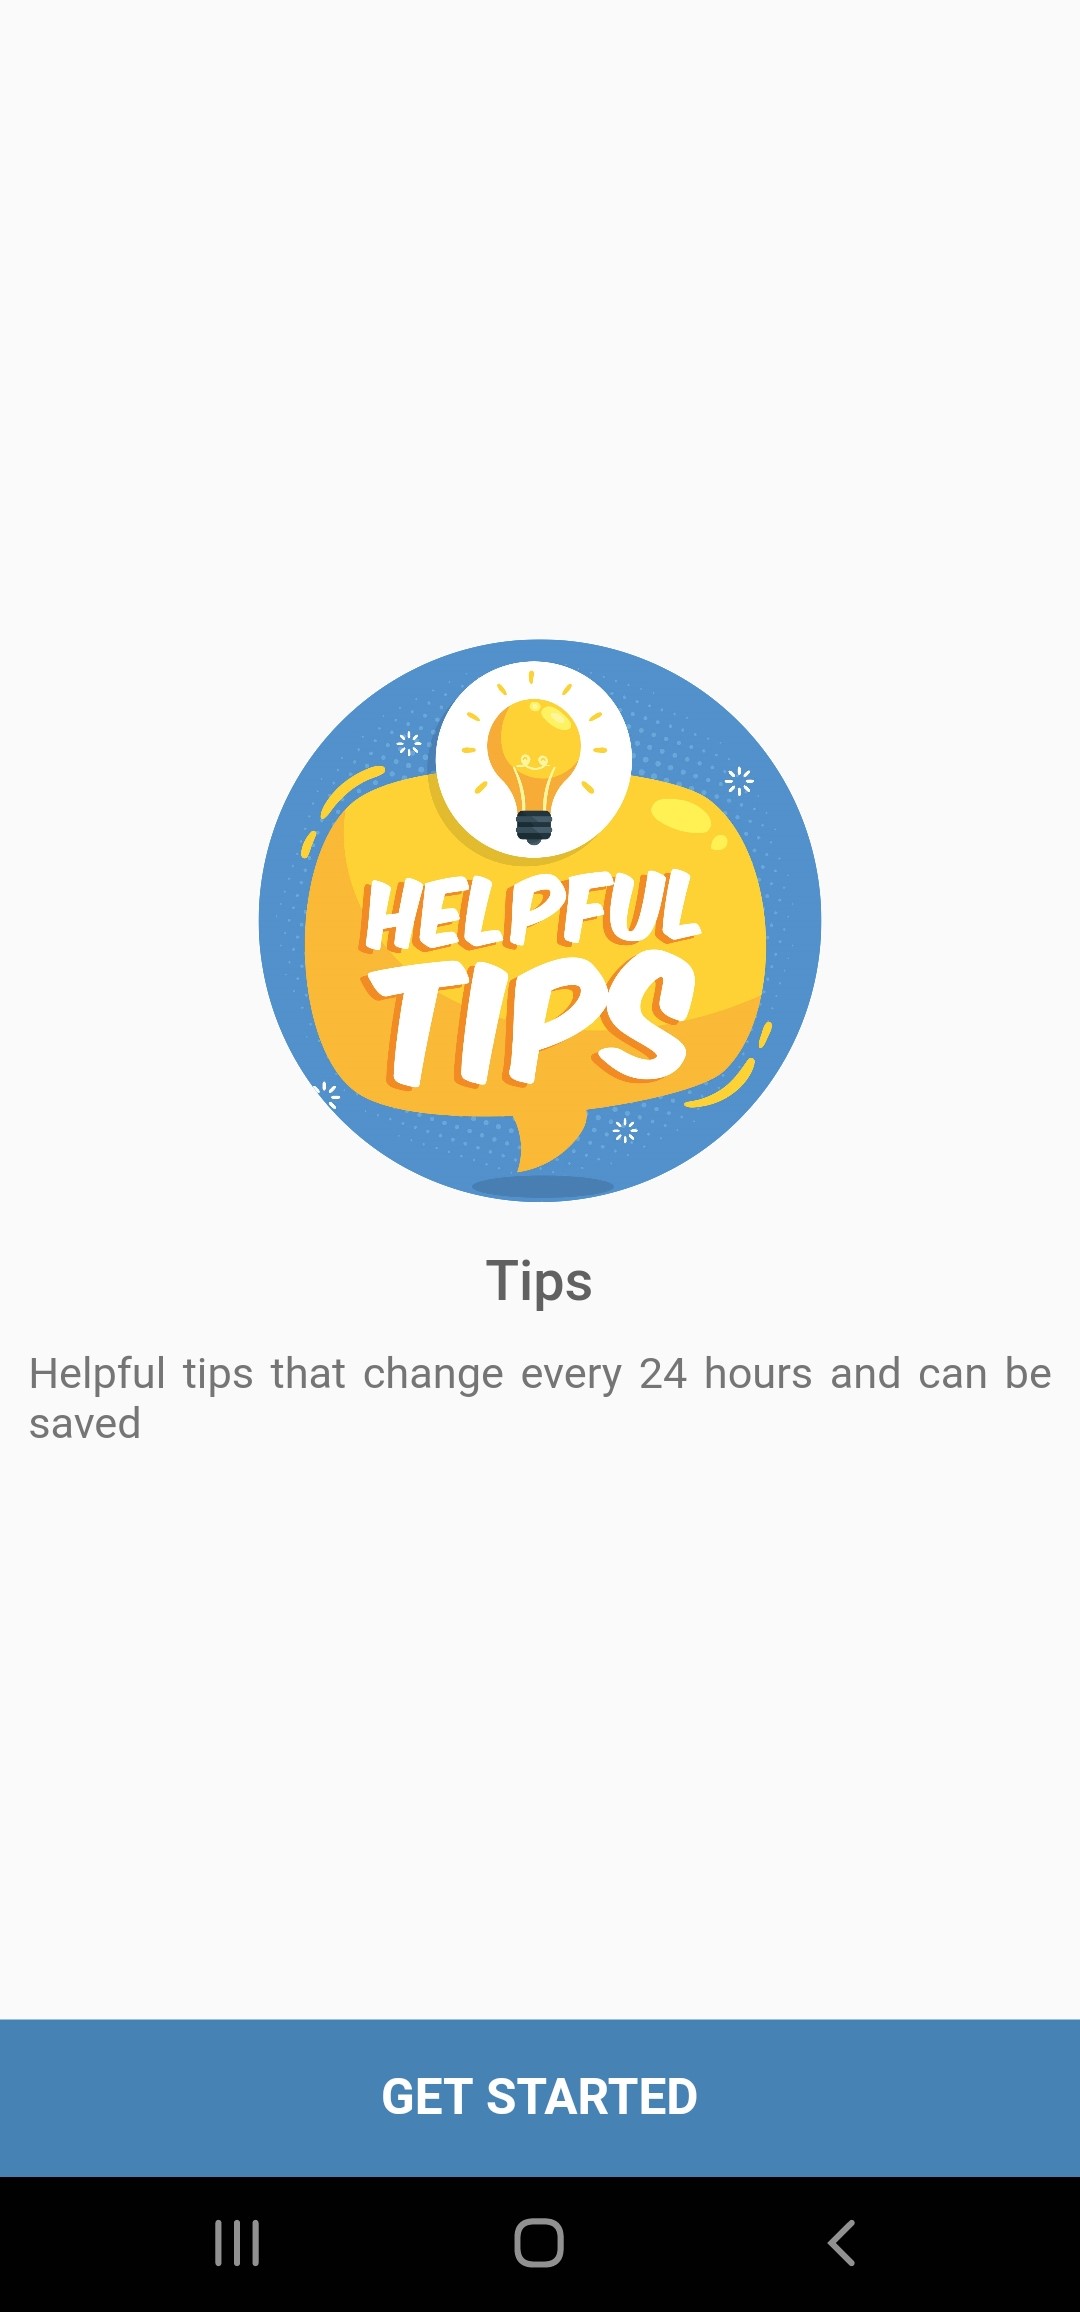 HELPFUL
TIPS
Tips
Helpful tips that change every 24 hours and can be
saved
GET STARTED